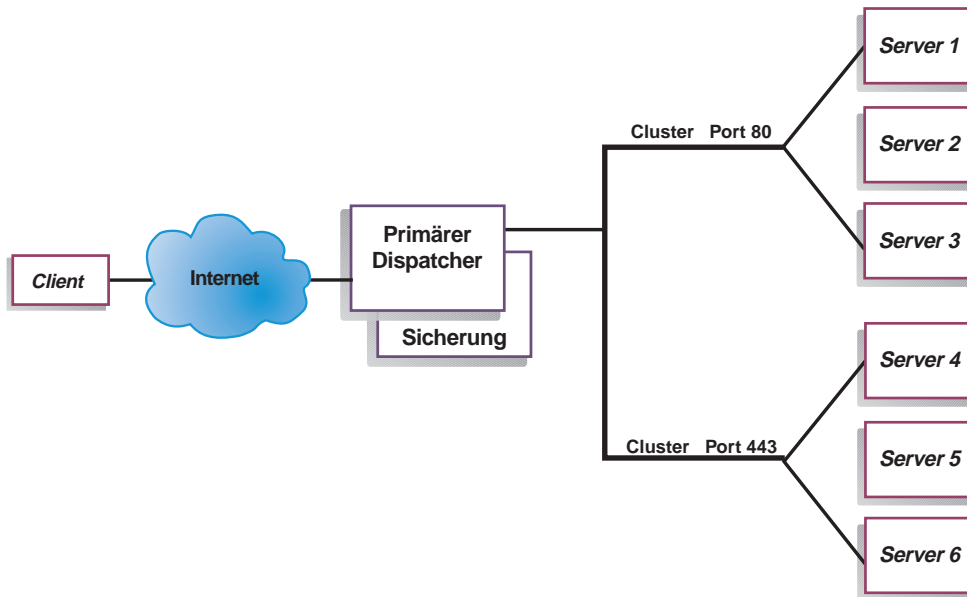 Client
Internet
Primärer
Dispatcher
Sicherung
Cluster Port 80
Server 1
Server 2
Server 3
Cluster Port 443
Server 4
Server 5
Server 6